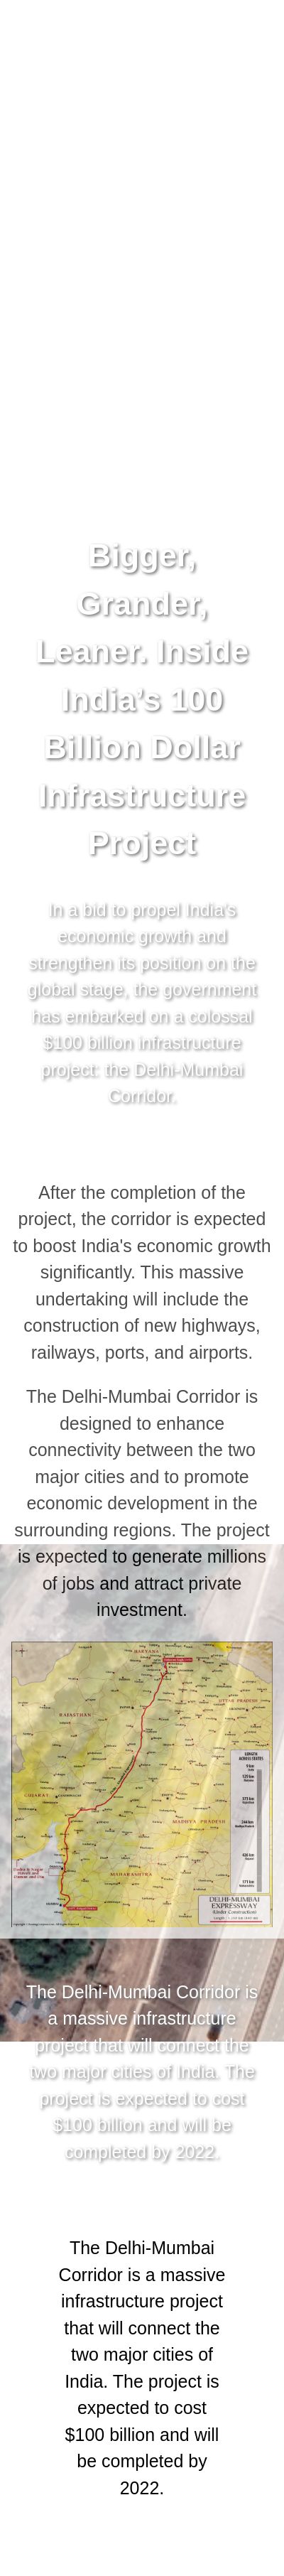 Bigger,
Grander,
Leaner. Inside
India's 100
Billion Dollar
Infrastructure
Project
In a bid to propel India's
economic growth and
strengthen its position on the
global stage, the government
has embarked on a colossal
$100 billion infrastructure
project: the Delhi-Mumbai
Corridor.
After the completion of the
project, the corridor is expected
to boost India's economic growth
significantly. This massive
undertaking will include the
construction of new highways,
railways, ports, and airports.
The Delhi-Mumbai Corridor is
designed to enhance
connectivity between the two
major cities and to promote
economic development in the
surrounding regions. The project
is expected to generate millions
of jobs and attract private
investment.
HARYANA
UTTAR PRADESH
RAJASTHAN
LENGTH
ACROSS STATES
GUJARAT
MADHYA PRADESH
MAHARASHTRA
DELHI-MUMBAI
EXPRESSWAY
(Under Construction)
The Delhi-Mumbai Corridor is
a massive infrastructure
project that will connect the
two major cities of India. The
project is expected to cost
$100 billion and will be
completed by 2022.
The Delhi-Mumbai
Corridor is a massive
infrastructure project
that will connect the
two major cities of
India. The project is
expected to cost
$100 billion and will
be completed by
2022.